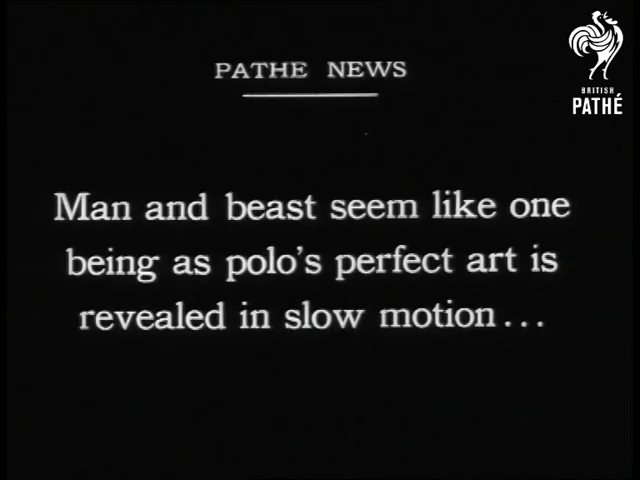 PATHE NEWS
BRITISH
PATHÉ
Man and beast seem like one
being as polo's perfect art is
revealed in slow motion...